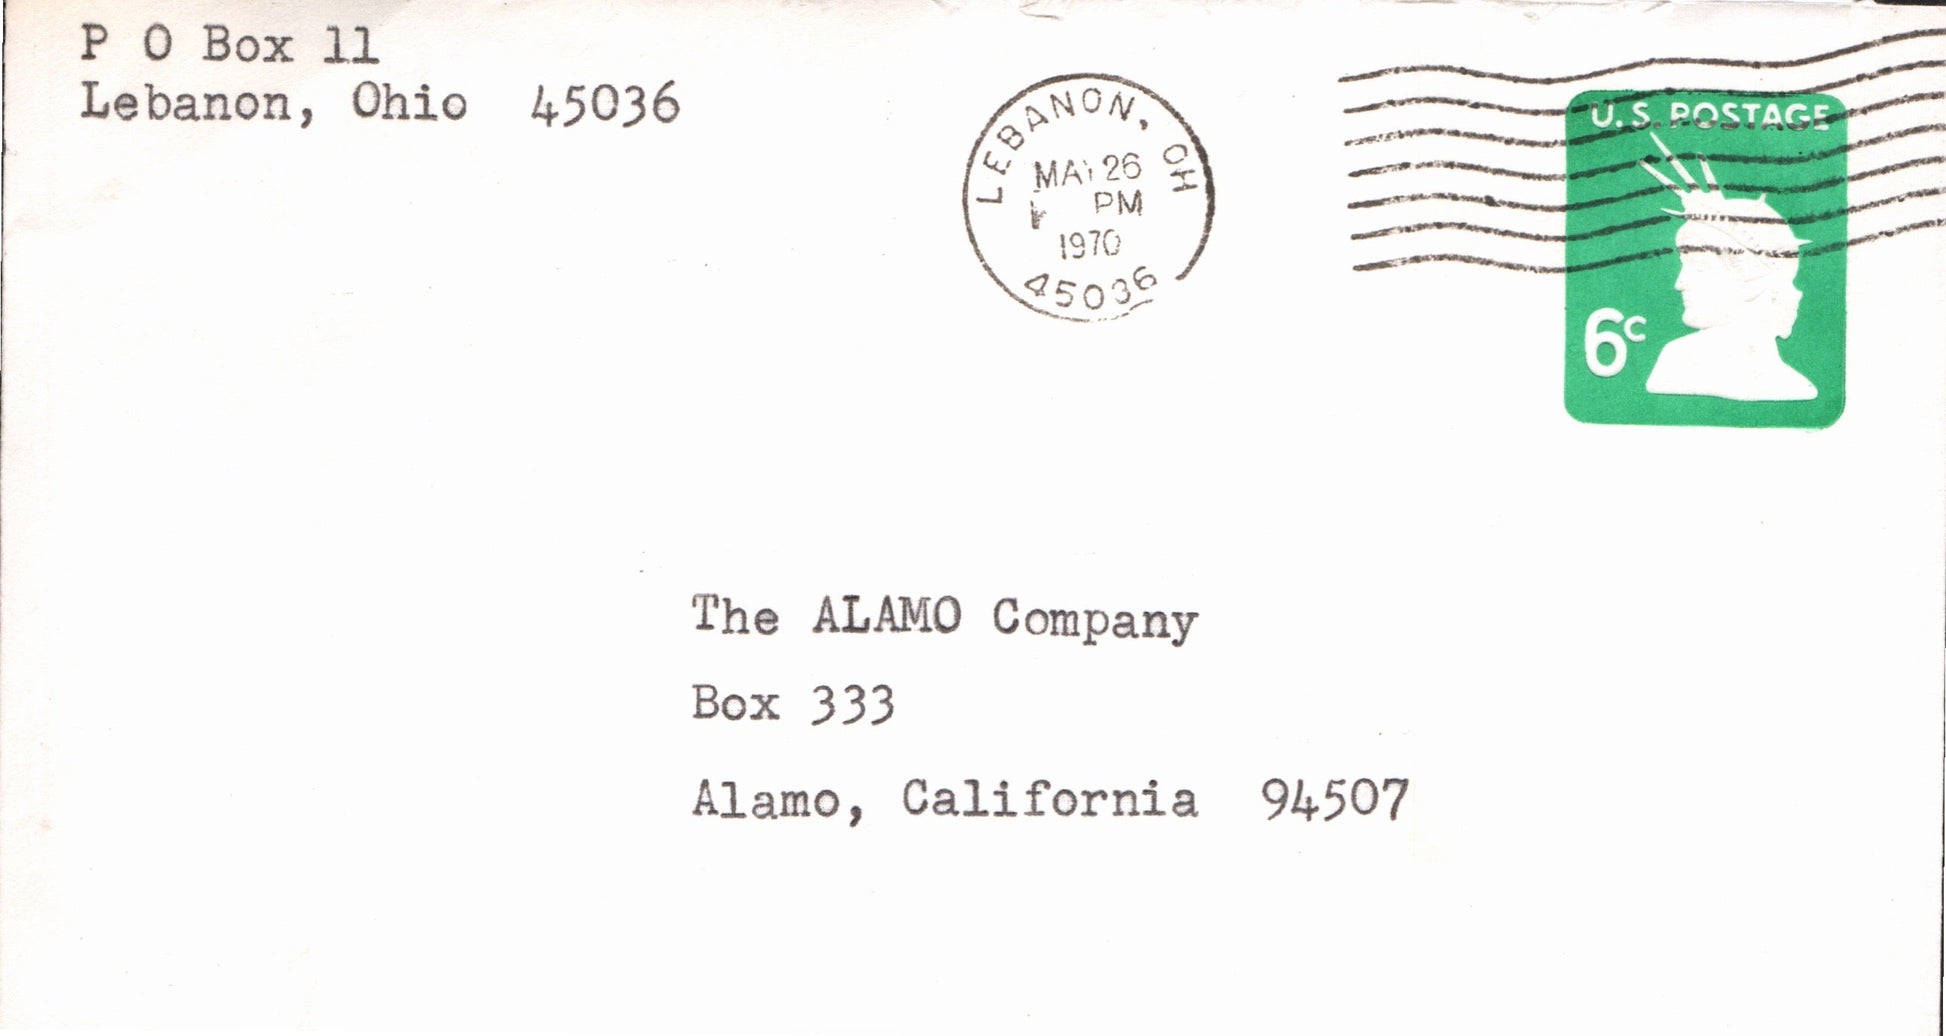 P O Box 11
Lebanon, Ohio 45036
LEBANON, OH
MAY 26
PM
1970
45036
U.S. POSTAGE
6c
The ALAMO Company
Box 333
Alamo, California 94507